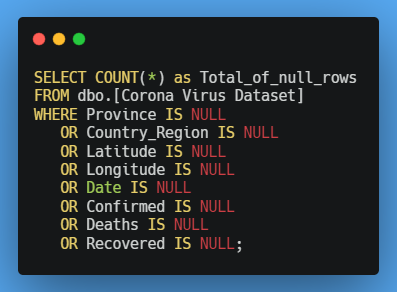 SELECT COUNT(*) as Total_of_null_rows
FROM dbo.[Corona Virus Dataset]
WHERE Province IS NULL
   OR Country_Region IS NULL
   OR Latitude IS NULL
   OR Longitude IS NULL
   OR Date IS NULL
   OR Confirmed IS NULL
   OR Deaths IS NULL
   OR Recovered IS NULL;